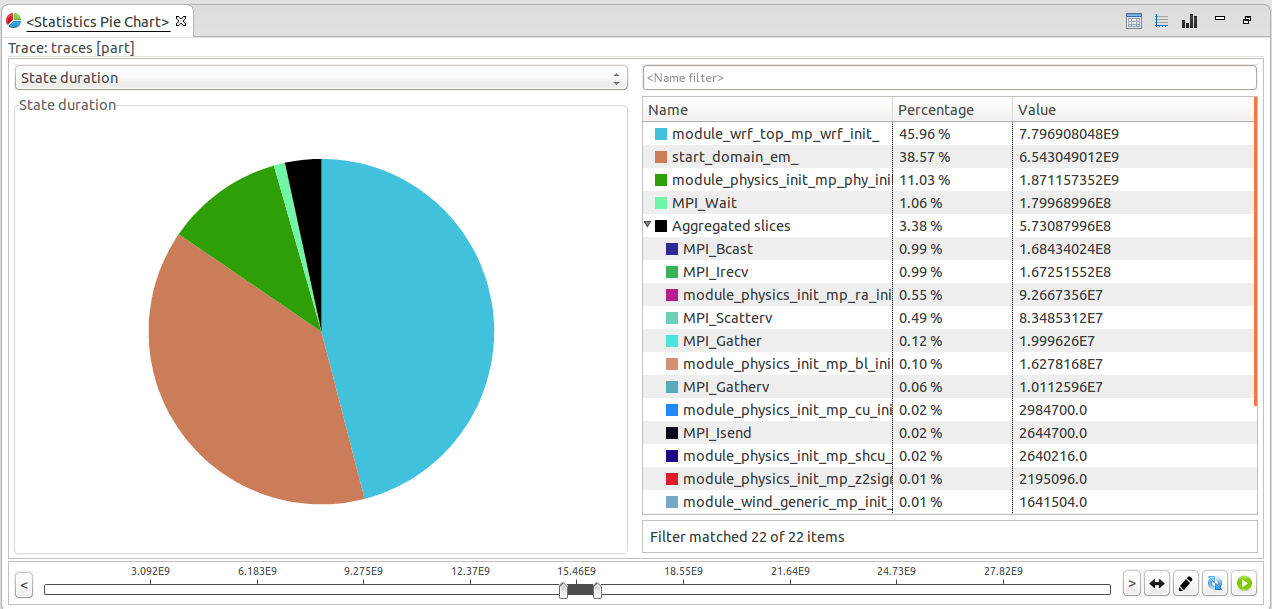 <Statistics Pie Chart>
Trace: traces [part]
State duration
<Name filter>
State duration
Name Percentage Value
module_wrf_top_mp_wrf_init_ 45.96 % 7.796908048E9
start_domain_em_ 38.57 % 6.543049012E9
module_physics_init_mp_phy_ini 11.03 % 1.871157352E9
MPI_Wait 1.06 % 1.79968996E8
Aggregated slices 3.38 % 5.73087996E8
MPI_Bcast 0.99 % 1.68434024E8
MPI_Irecv 0.99 % 1.67251552E8
module_physics_init_mp_ra_ini 0.55 % 9.2667356E7
MPI_Scatterv 0.49 % 8.3485312E7
MPI_Gather 0.12 % 1.999626E7
module_physics_init_mp_bl_ini 0.10 % 1.6278168E7
MPI_Gatherv 0.06 % 1.0112596E7
module_physics_init_mp_cu_ini 0.02 % 2984700.0
MPI_Isend 0.02 % 2644700.0
module_physics_init_mp_shcu_ 0.02 % 2640216.0
module_physics_init_mp_z2sigr 0.01 % 2195096.0
module_wind_generic_mp_init_ 0.01 % 1641504.0
Filter matched 22 of 22 items
3.092E9 6.183E9 9.275E9 12.37E9 15.46E9 18.55E9 21.64E9 24.73E9 27.82E9
< >